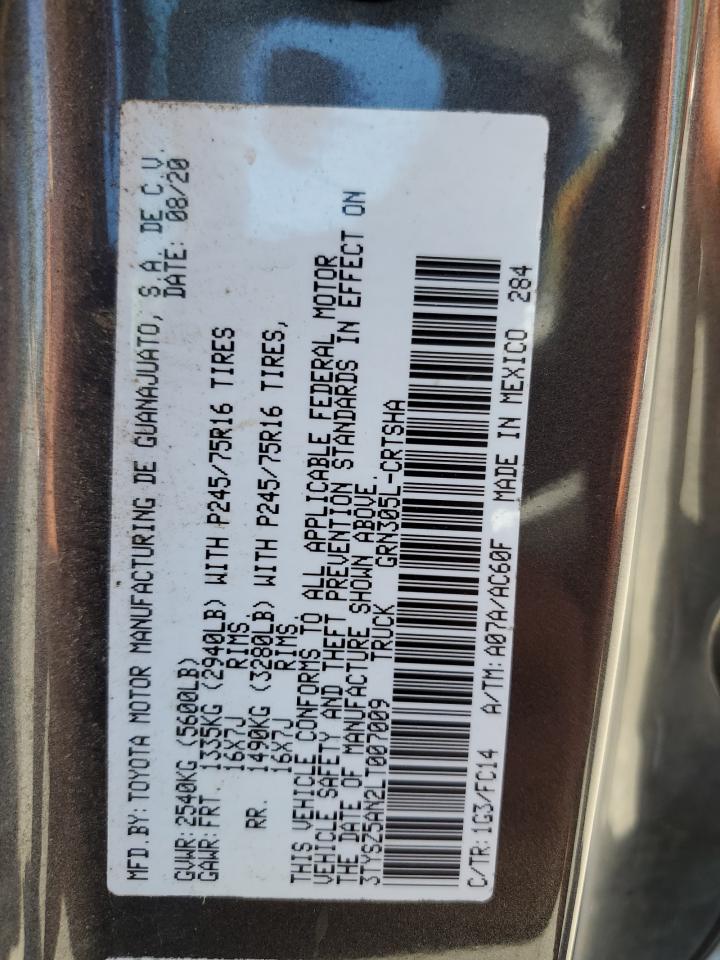 MFD.BY: TOYOTA MOTOR MANUFACTURING DE GUANAJUATO, S.A. DE C.V.
DATE: 08/20
GVWR: 2540KG (5600LB)
GAWR: FRT. 1335KG (2940LB) WITH P245/75R16 TIRES
16X7J RIMS.
RR. 1490KG (3280LB) WITH P245/75R16 TIRES,
16X7J RIMS.
THIS VEHICLE CONFORMS TO ALL APPLICABLE FEDERAL MOTOR
VEHICLE SAFETY AND THEFT PREVENTION STANDARDS IN EFFECT ON
THE DATE OF MANUFACTURE SHOWN ABOVE.
3TYSZ5AN2LT007009 TRUCK GRN305L-CRTSHA
C/TR: 1G3/FC14 A/TM: A07A/AC60F MADE IN MEXICO 284